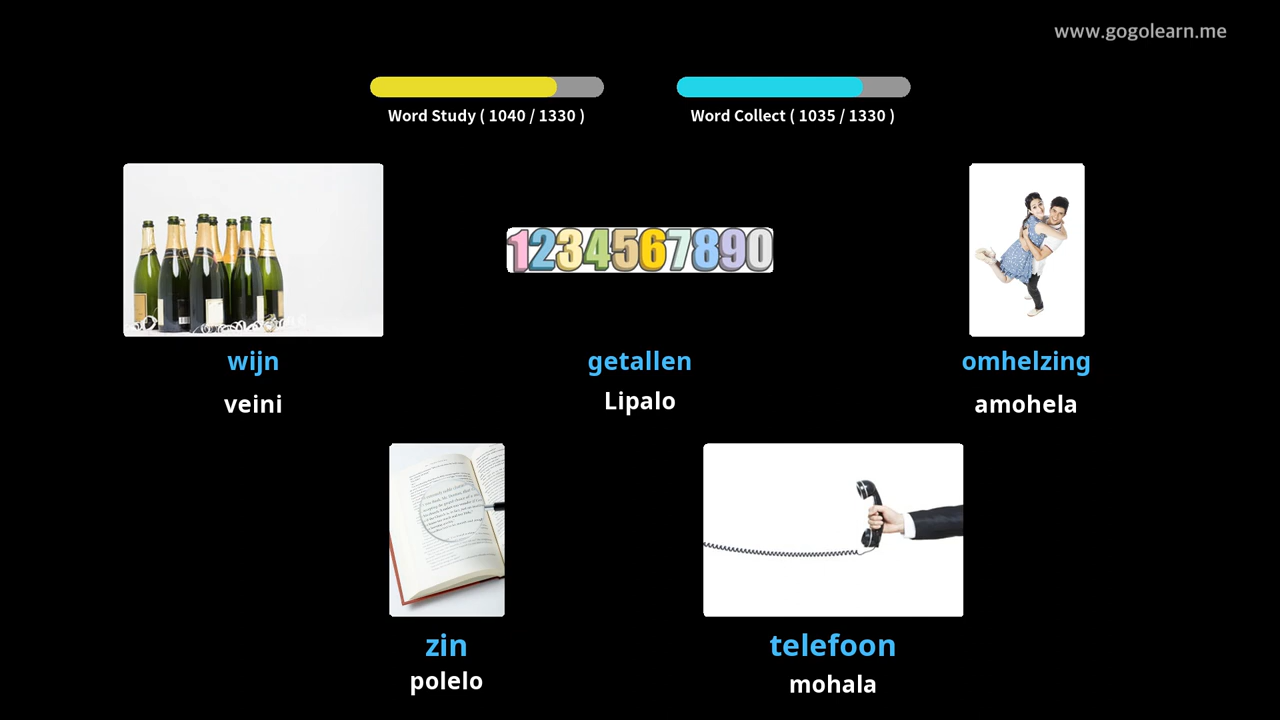 www.gogolearn.me
Word Study ( 1040 / 1330 )
Word Collect ( 1035 / 1330 )
1234567890
wijn
getallen
omhelzing
veini
Lipalo
amohela
zin
telefoon
polelo
mohala